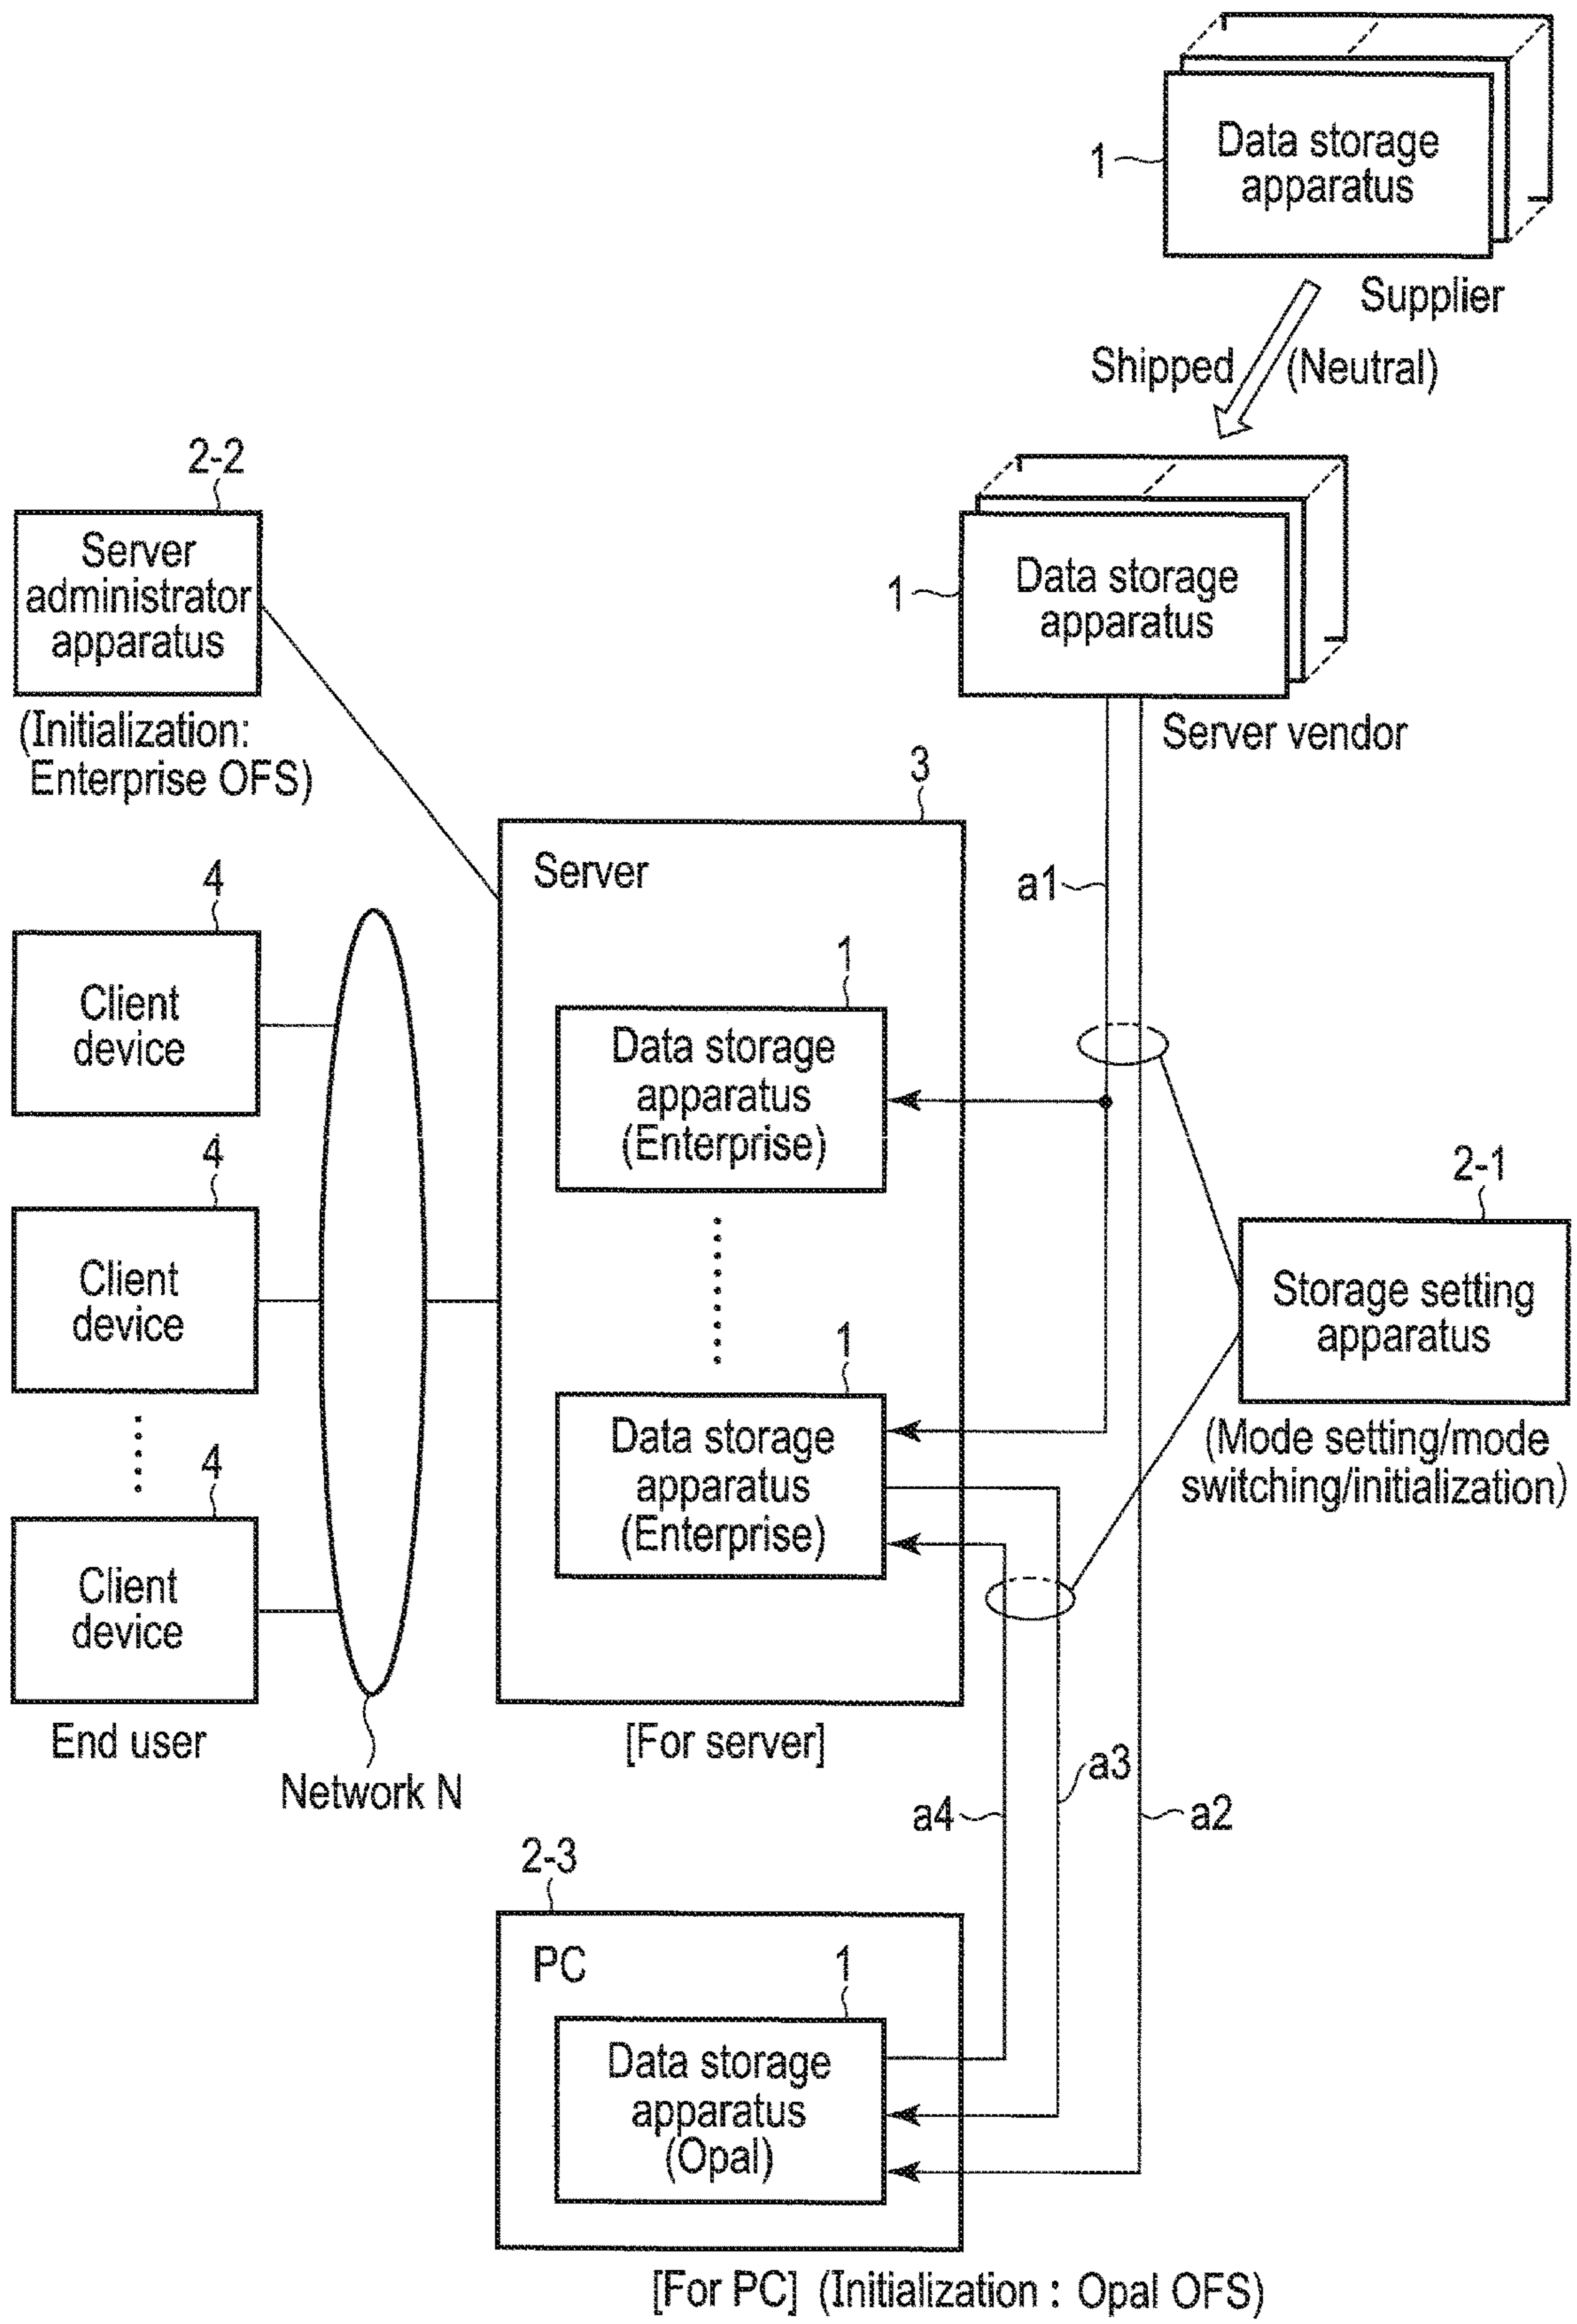 1
Data storage
apparatus
Supplier
Shipped
(Neutral)
2-2
Server
administrator
apparatus
(Initialization:
Enterprise OFS)
1
Data storage
apparatus
Server vendor
3
Server
a1
4
Client
device
1
Data storage
apparatus
(Enterprise)
4
Client
device
2-1
Storage setting
apparatus
(Mode setting/mode
switching/initialization)
1
Data storage
apparatus
(Enterprise)
4
Client
device
End user
Network N
[For server]
a3
a4
a2
2-3
PC
1
Data storage
apparatus
(Opal)
[For PC] (Initialization : Opal OFS)